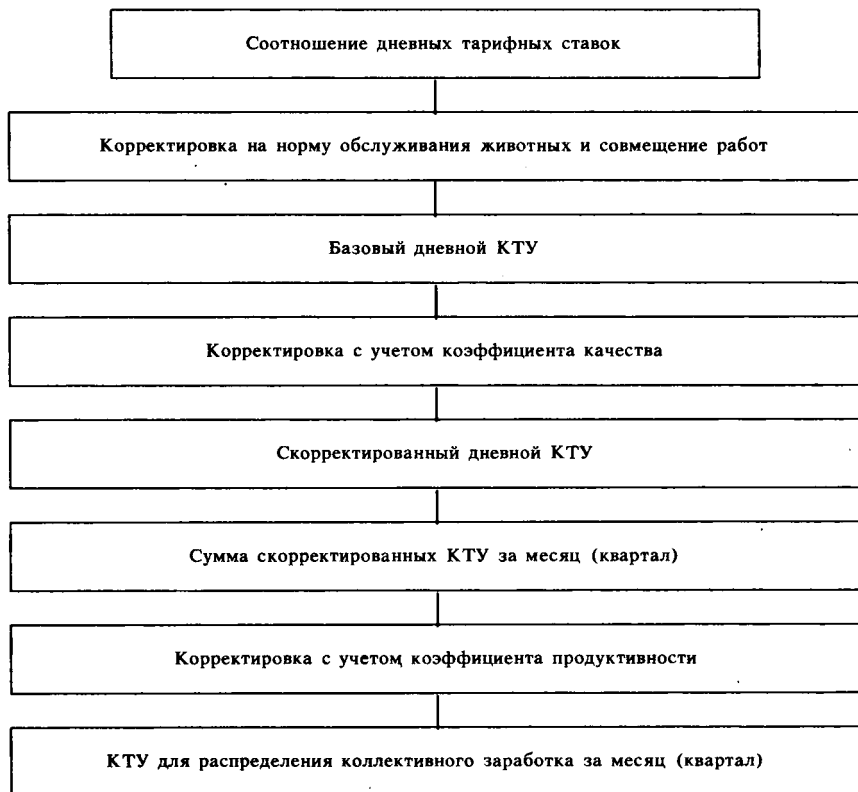 Соотношение дневных тарифных ставок
Корректировка на норму обслуживания животных и совмещение работ
Базовый дневной КТУ
Корректировка с учетом коэффициента качества
Скорректированный дневной КТУ
Сумма скорректированных КТУ за месяц (квартал)
Корректировка с учетом коэффициента продуктивности
КТУ для распределения коллективного заработка за месяц (квартал)